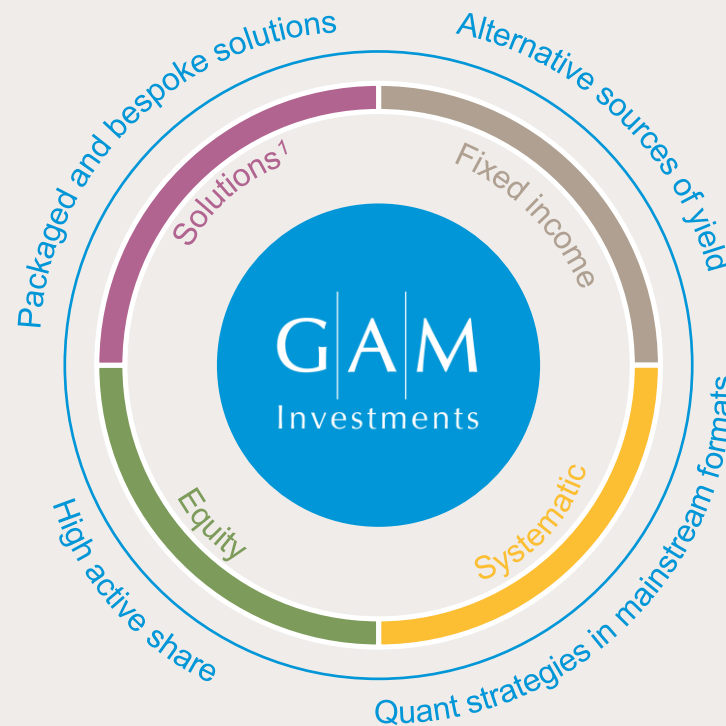 Packaged and bespoke solutions
Alternative sources of yield
Solutions¹
Fixed income
G|A|M
Investments
Equity
Systematic
High active share
Quant strategies in mainstream formats